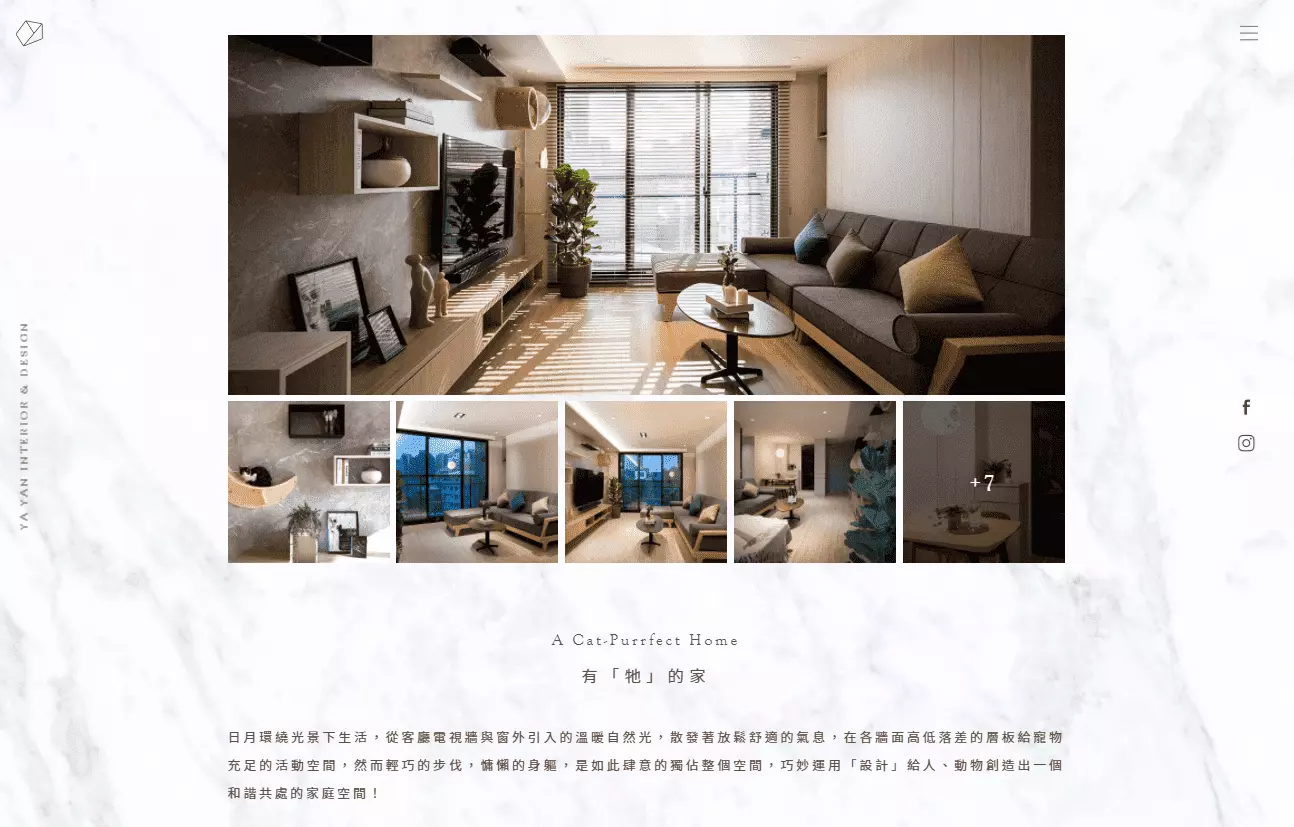 YA YAN INTERIOR & DESIGN
+7
A Cat-Purrfect Home
有「牠」的家
日月環繞光景下生活，從客廳電視牆與窗外引入的溫暖自然光，散發著放鬆舒適的氣息，在各牆面高低落差的層板給寵物
充足的活動空間，然而輕巧的步伐，慵懶的身軀，是如此肆意的獨佔整個空間，巧妙運用「設計」給人、動物創造出一個
和諧共處的家庭空間！